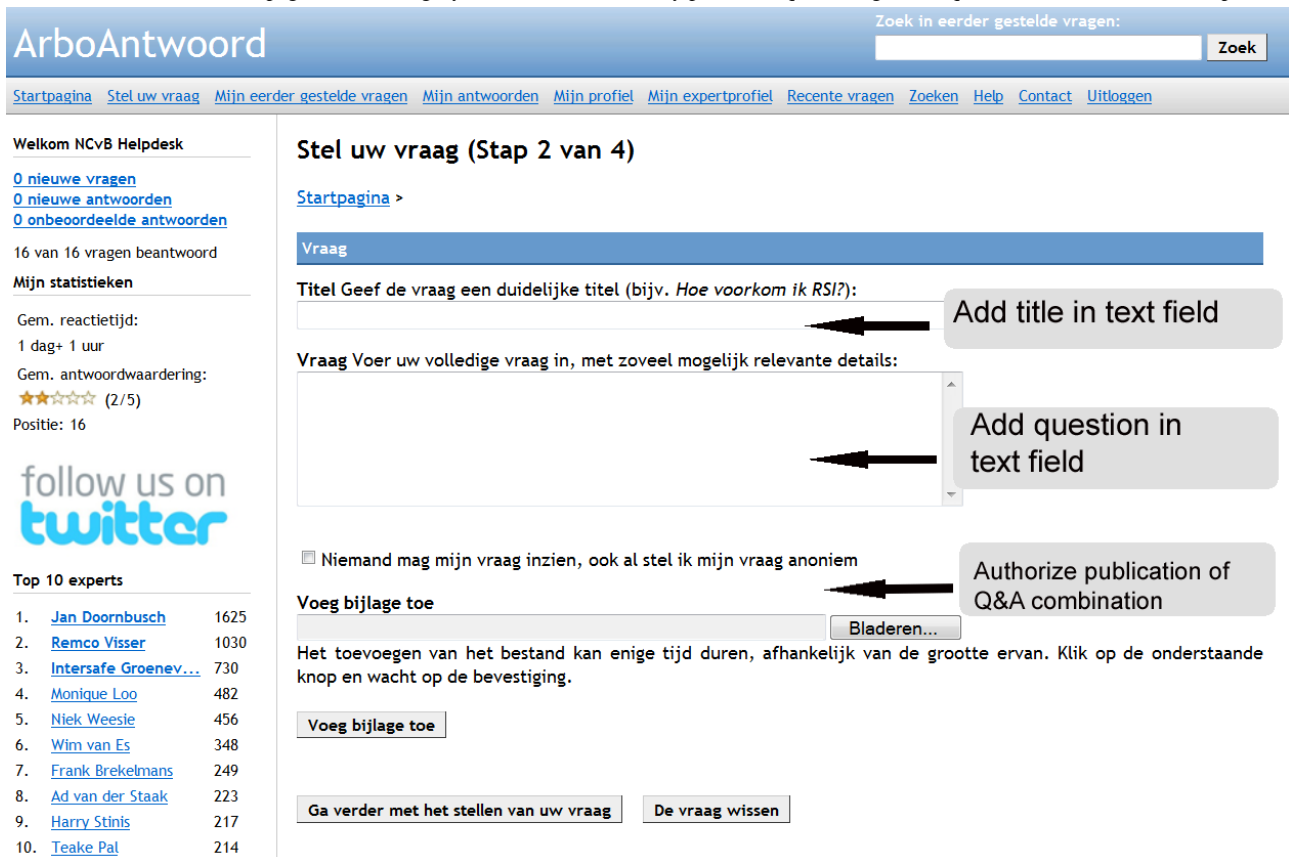 Zoek in eerder gestelde vragen:
ArboAntwoord
Zoek
Startpagina Stel uw vraag Mijn eerder gestelde vragen Mijn antwoorden Mijn profiel Mijn expertprofiel Recente vragen Zoeken Help Contact Uitloggen
Welkom NCvB Helpdesk
0 nieuwe vragen
0 nieuwe antwoorden
0 onbeoordeelde antwoorden
16 van 16 vragen beantwoord
Mijn statistieken
Gem. reactietijd:
1 dag+ 1 uur
Gem. antwoordwaardering:
(2/5)
Positie: 16
follow us on
twitter
Top 10 experts
1. Jan Doornbusch 1625
2. Remco Visser 1030
3. Intersafe Groenev... 730
4. Monique Loo 482
5. Niek Weesie 456
6. Wim van Es 348
7. Frank Brekelmans 249
8. Ad van der Staak 223
9. Harry Stinis 217
10. Teake Pal 214
Stel uw vraag (Stap 2 van 4)
Startpagina >
Vraag
Titel Geef de vraag een duidelijke titel (bijv. Hoe voorkom ik RSI?):
Add title in text field
Vraag Voer uw volledige vraag in, met zoveel mogelijk relevante details:
Add question in
text field
Niemand mag mijn vraag inzien, ook al stel ik mijn vraag anoniem
Authorize publication of
Q&A combination
Voeg bijlage toe
Bladeren...
Het toevoegen van het bestand kan enige tijd duren, afhankelijk van de grootte ervan. Klik op de onderstaande
knop en wacht op de bevestiging.
Voeg bijlage toe
Ga verder met het stellen van uw vraag De vraag wissen